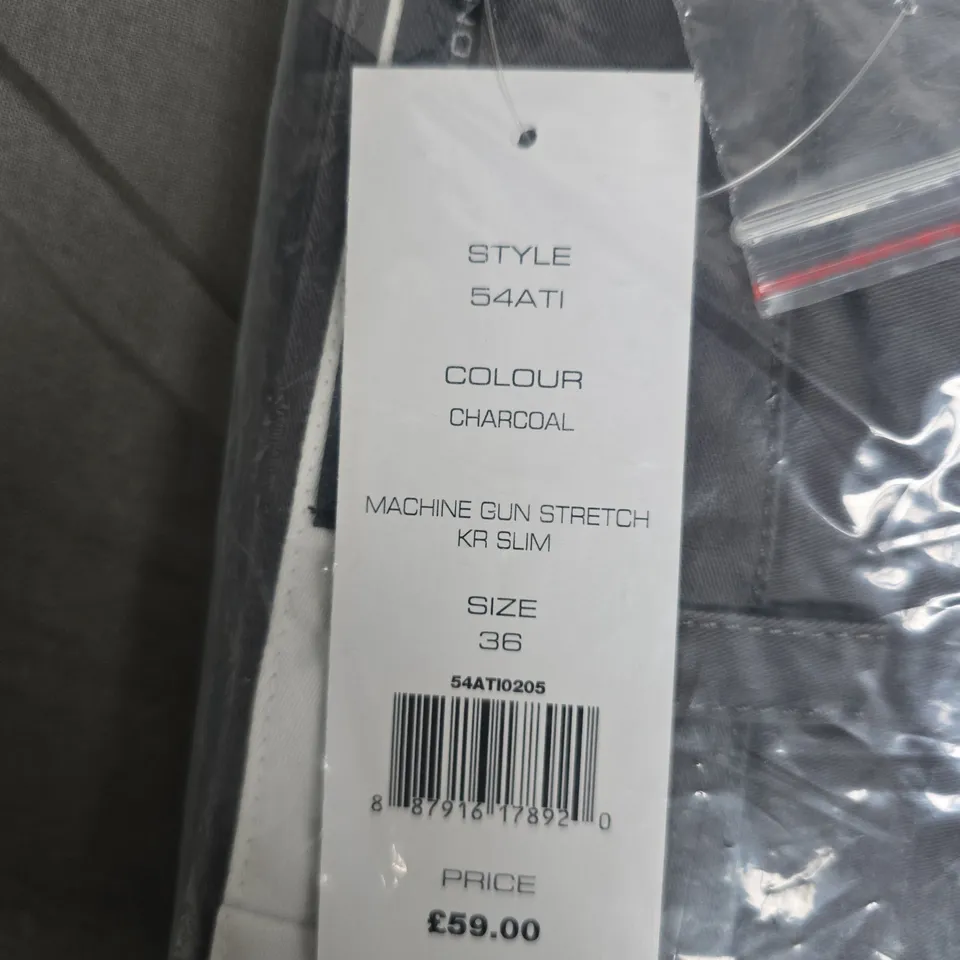 STYLE
54ATI
COLOUR
CHARCOAL
MACHINE GUN STRETCH
KR SLIM
SIZE
36
54ATI0205
8 87916 17892 0
PRICE
£59.00